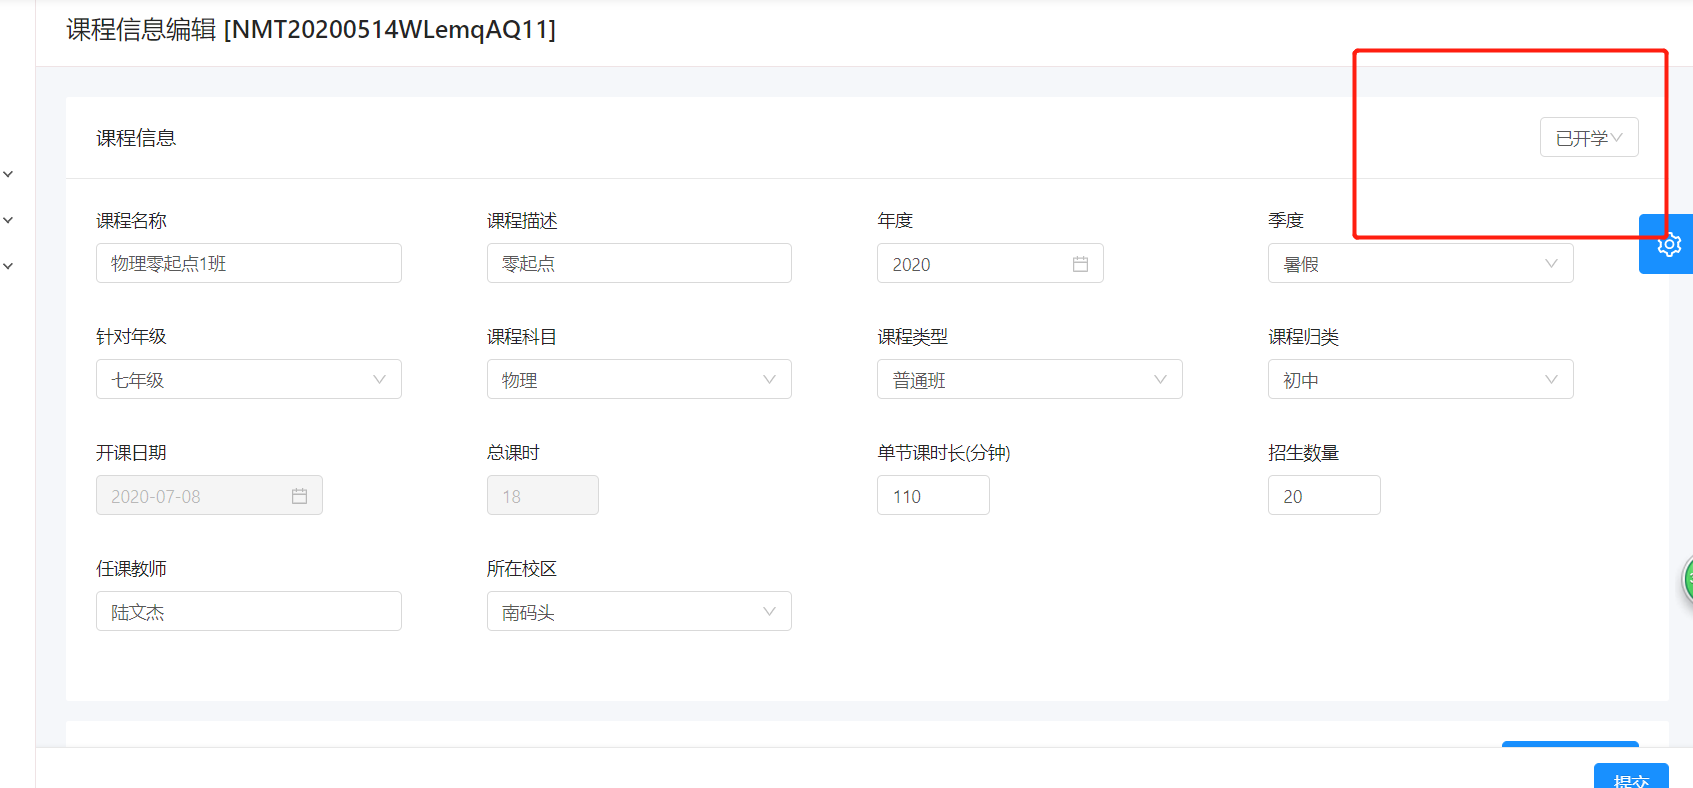 课程信息编辑 [NMT20200514WLemqAQ11]
课程信息
已开学
课程名称
课程描述
年度
季度
物理零起点1班
零起点
2020
暑假
针对年级
课程科目
课程类型
课程归类
七年级
物理
普通班
初中
开课日期
总课时
单节课时长(分钟)
招生数量
2020-07-08
18
110
20
任课教师
所在校区
陆文杰
南码头
提交